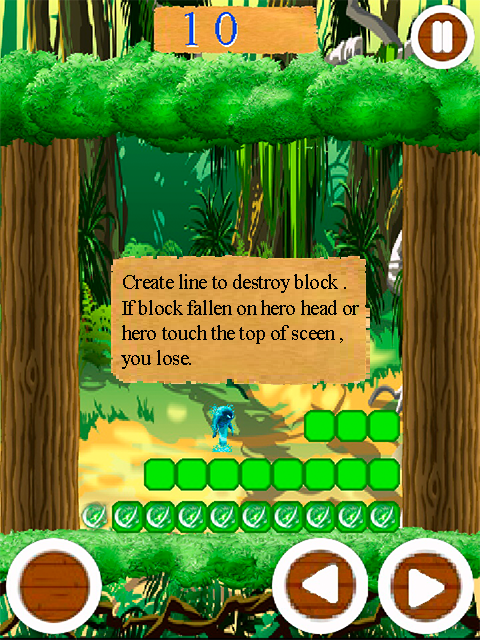 10
Create line to destroy block .
If block fallen on hero head or
hero touch the top of sceen ,
you lose.